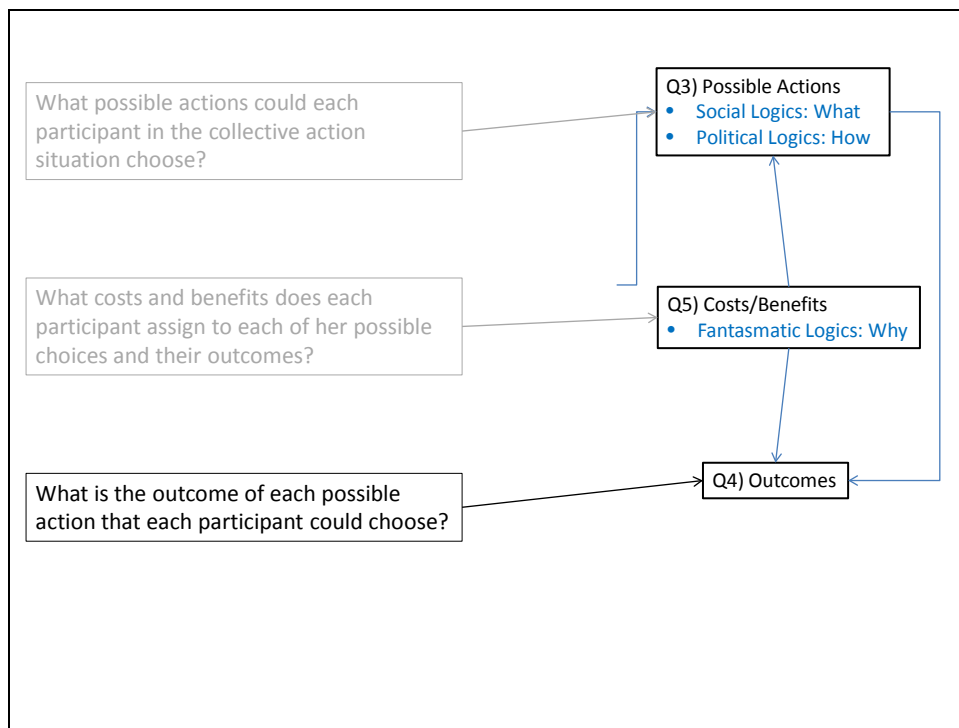 What possible actions could each
participant in the collective action
situation choose?
Q3) Possible Actions
• Social Logics: What
• Political Logics: How
What costs and benefits does each
participant assign to each of her possible
choices and their outcomes?
Q5) Costs/Benefits
• Fantasmatic Logics: Why
What is the outcome of each possible
action that each participant could choose?
Q4) Outcomes